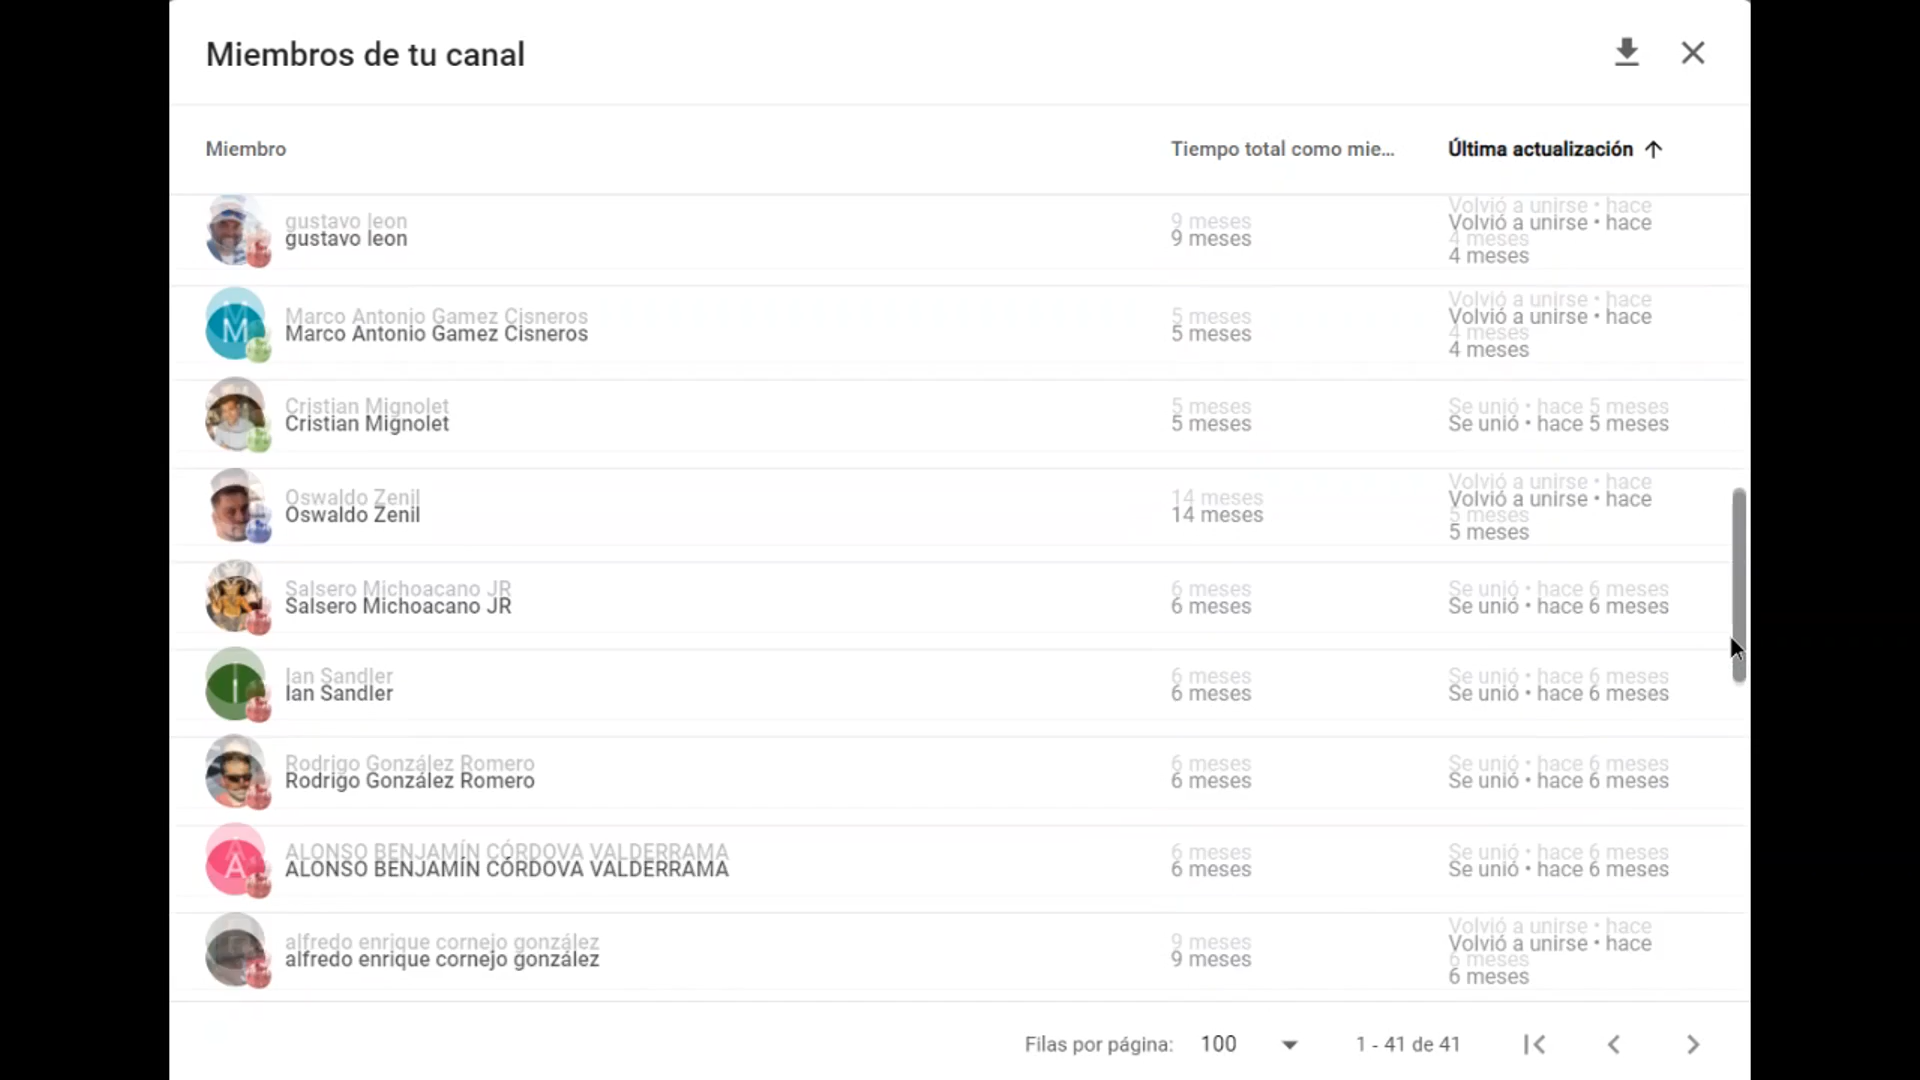 Miembros de tu canal
Miembro Tiempo total como mie... Última actualización
gustavo leon 9 meses Volvió a unirse • hace
4 meses
Marco Antonio Gamez Cisneros 5 meses Volvió a unirse • hace
4 meses
Cristian Mignolet 5 meses Se unió • hace 5 meses
Oswaldo Zenil 14 meses Volvió a unirse • hace
5 meses
Salsero Michoacano JR 6 meses Se unió • hace 6 meses
Ian Sandler 6 meses Se unió • hace 6 meses
Rodrigo González Romero 6 meses Se unió • hace 6 meses
A ALONSO BENJAMÍN CÓRDOVA VALDERRAMA 6 meses Se unió • hace 6 meses
alfredo enrique cornejo gonzález 9 meses Volvió a unirse • hace
6 meses
Filas por página: 100 1 - 41 de 41